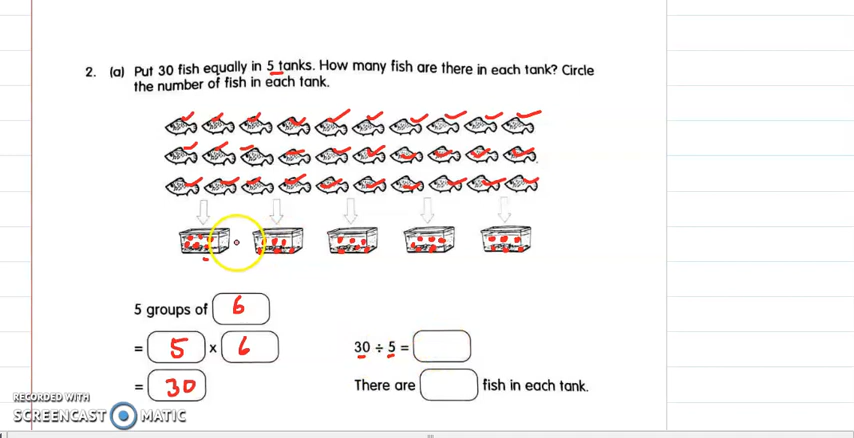 2. (a) Put 30 fish equally in 5 tanks. How many fish are there in each tank? Circle
the number of fish in each tank.
5 groups of 6
= 5 x 6
= 30
30 ÷ 5 =
There are fish in each tank.
RECORDED WITH
SCREENCAST MATIC